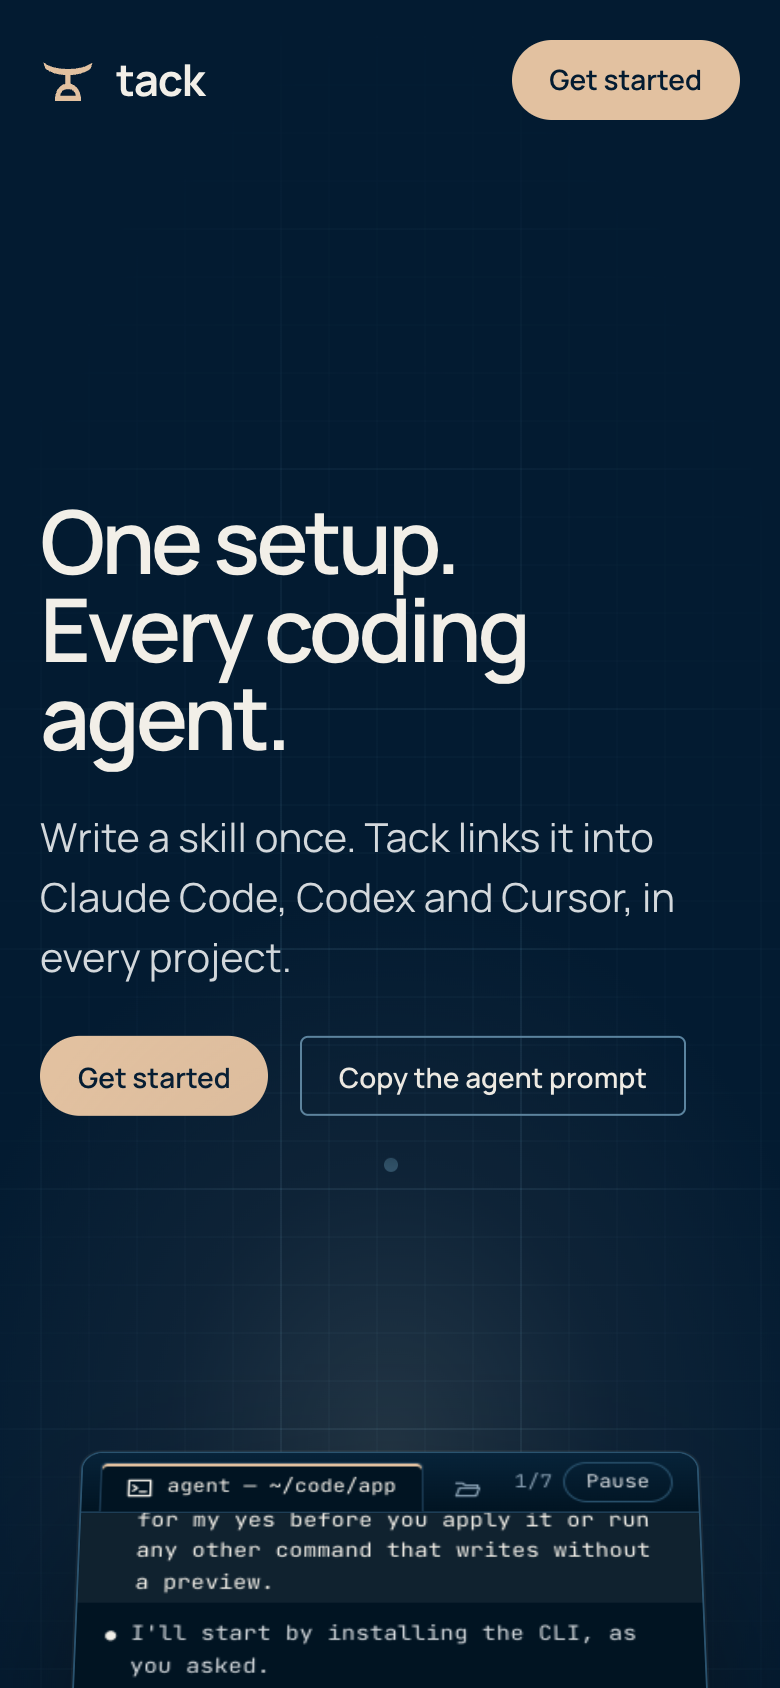 tack
Get started
One setup.
Every coding
agent.
Write a skill once. Tack links it into
Claude Code, Codex and Cursor, in
every project.
Get started
Copy the agent prompt
agent — ~/code/app
1/7
Pause
for my yes before you apply it or run
any other command that writes without
a preview.
● I'll start by installing the CLI, as
you asked.